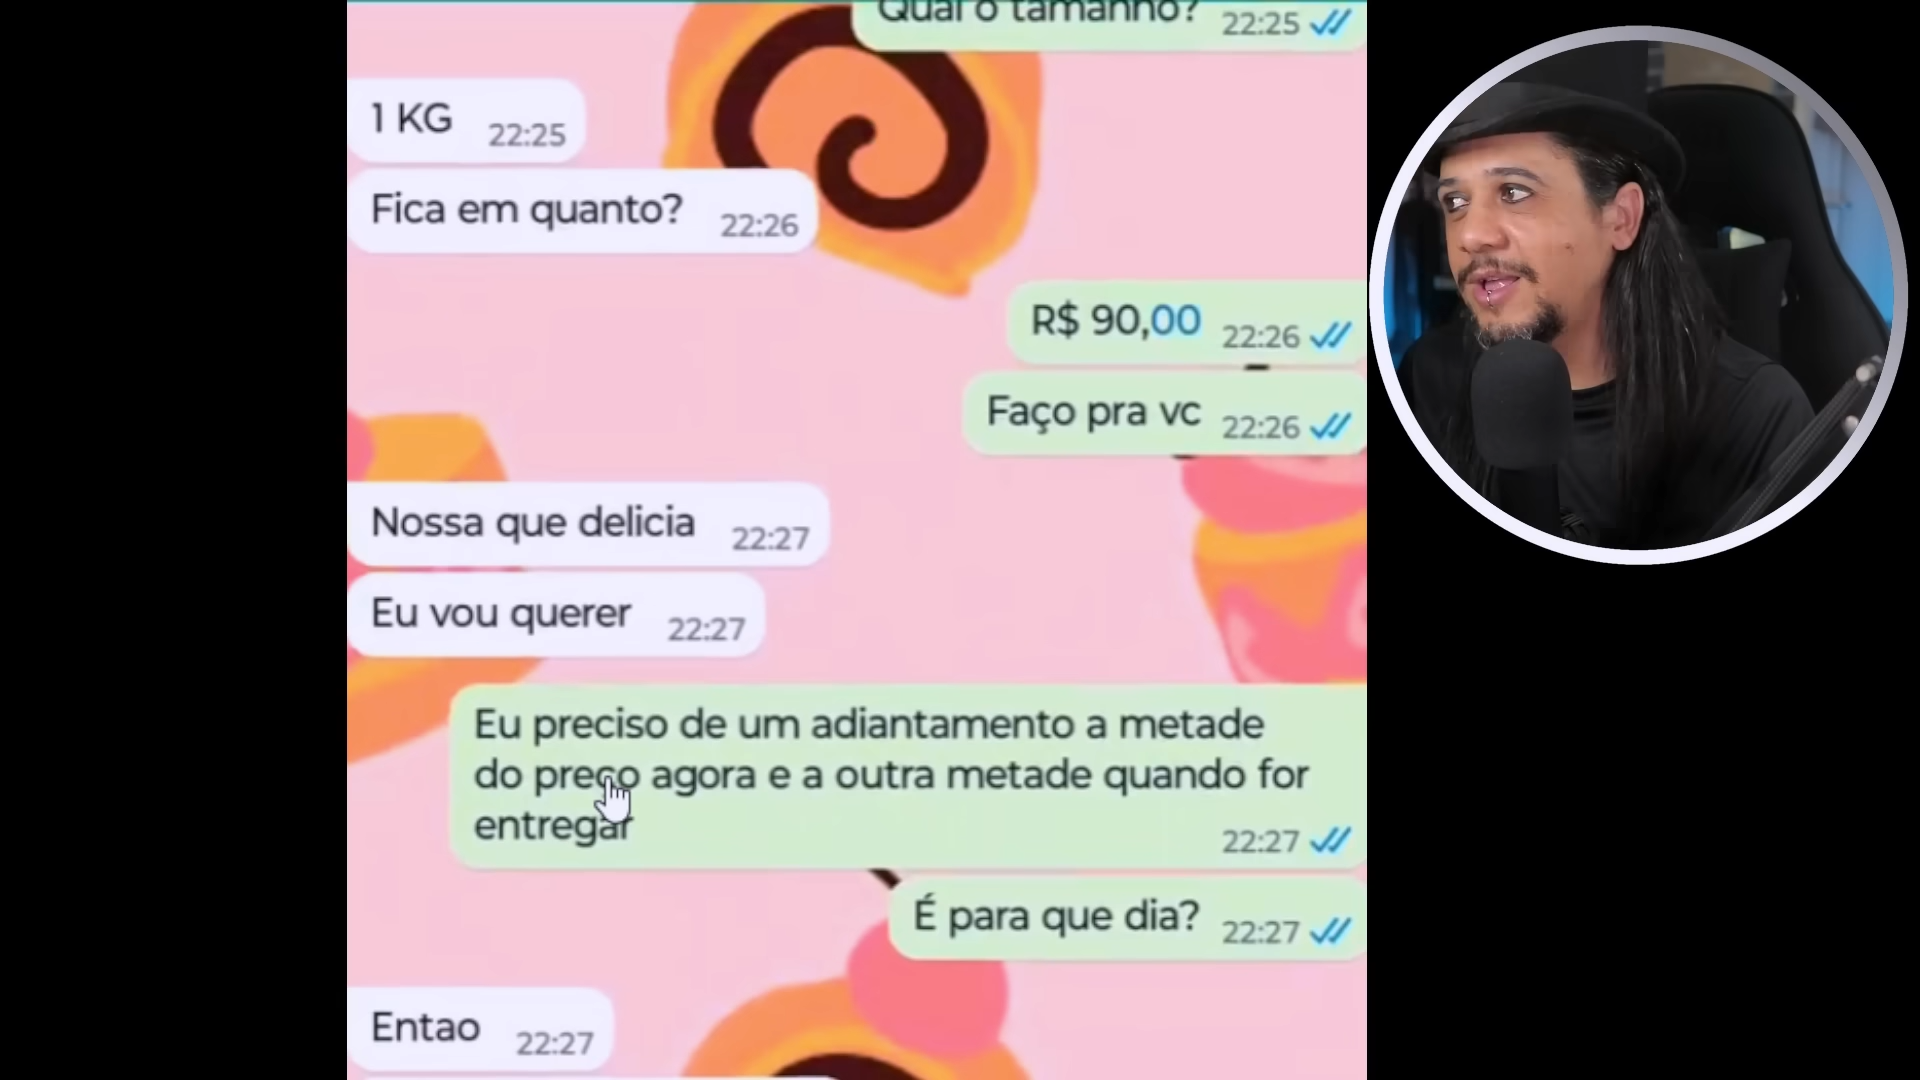 Qual o tamanho? 22:25
1 KG 22:25
Fica em quanto? 22:26
R$ 90,00 22:26
Faço pra vc 22:26
Nossa que delicia 22:27
Eu vou querer 22:27
Eu preciso de um adiantamento a metade
do preço agora e a outra metade quando for
entregar 22:27
É para que dia? 22:27
Entao 22:27